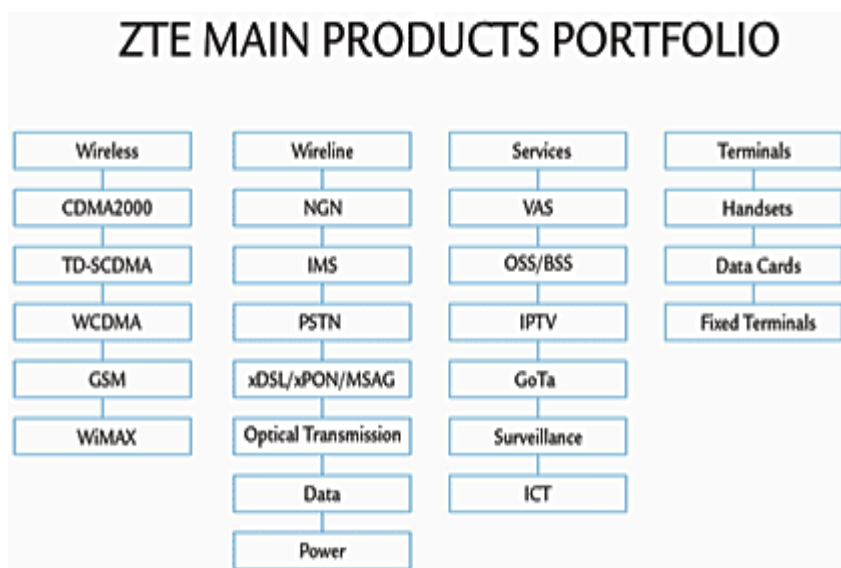 ZTE MAIN PRODUCTS PORTFOLIO
Wireless
CDMA2000
TD-SCDMA
WCDMA
GSM
WiMAX
Wireline
NGN
IMS
PSTN
xDSL/xPON/MSAG
Optical Transmission
Data
Power
Services
VAS
OSS/BSS
IPTV
GoTa
Surveillance
ICT
Terminals
Handsets
Data Cards
Fixed Terminals